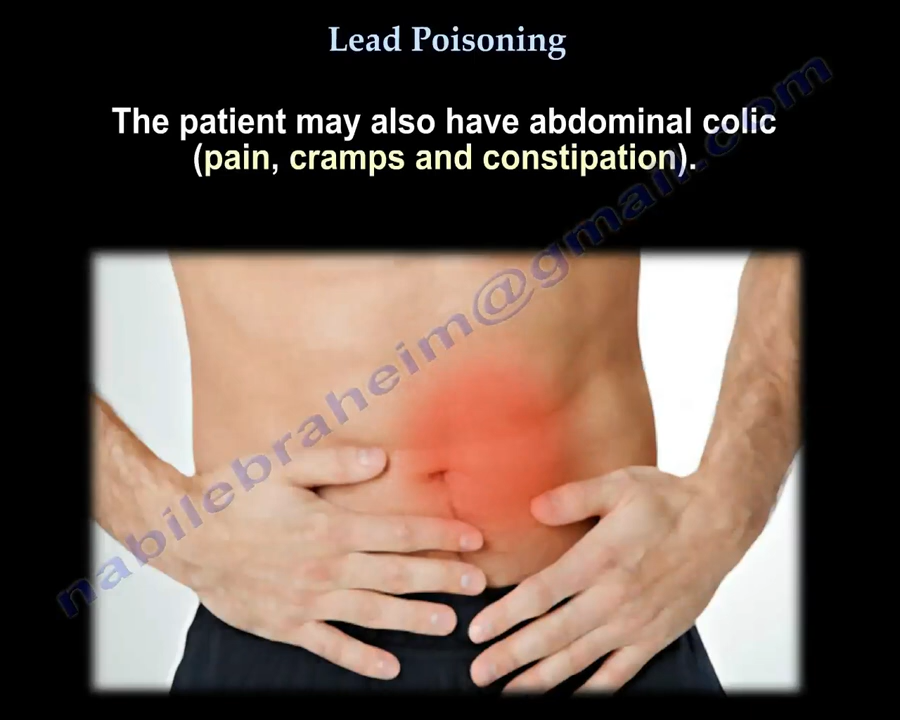 Lead Poisoning
The patient may also have abdominal colic
(pain, cramps and constipation).
nabilebraheim@gmail.com